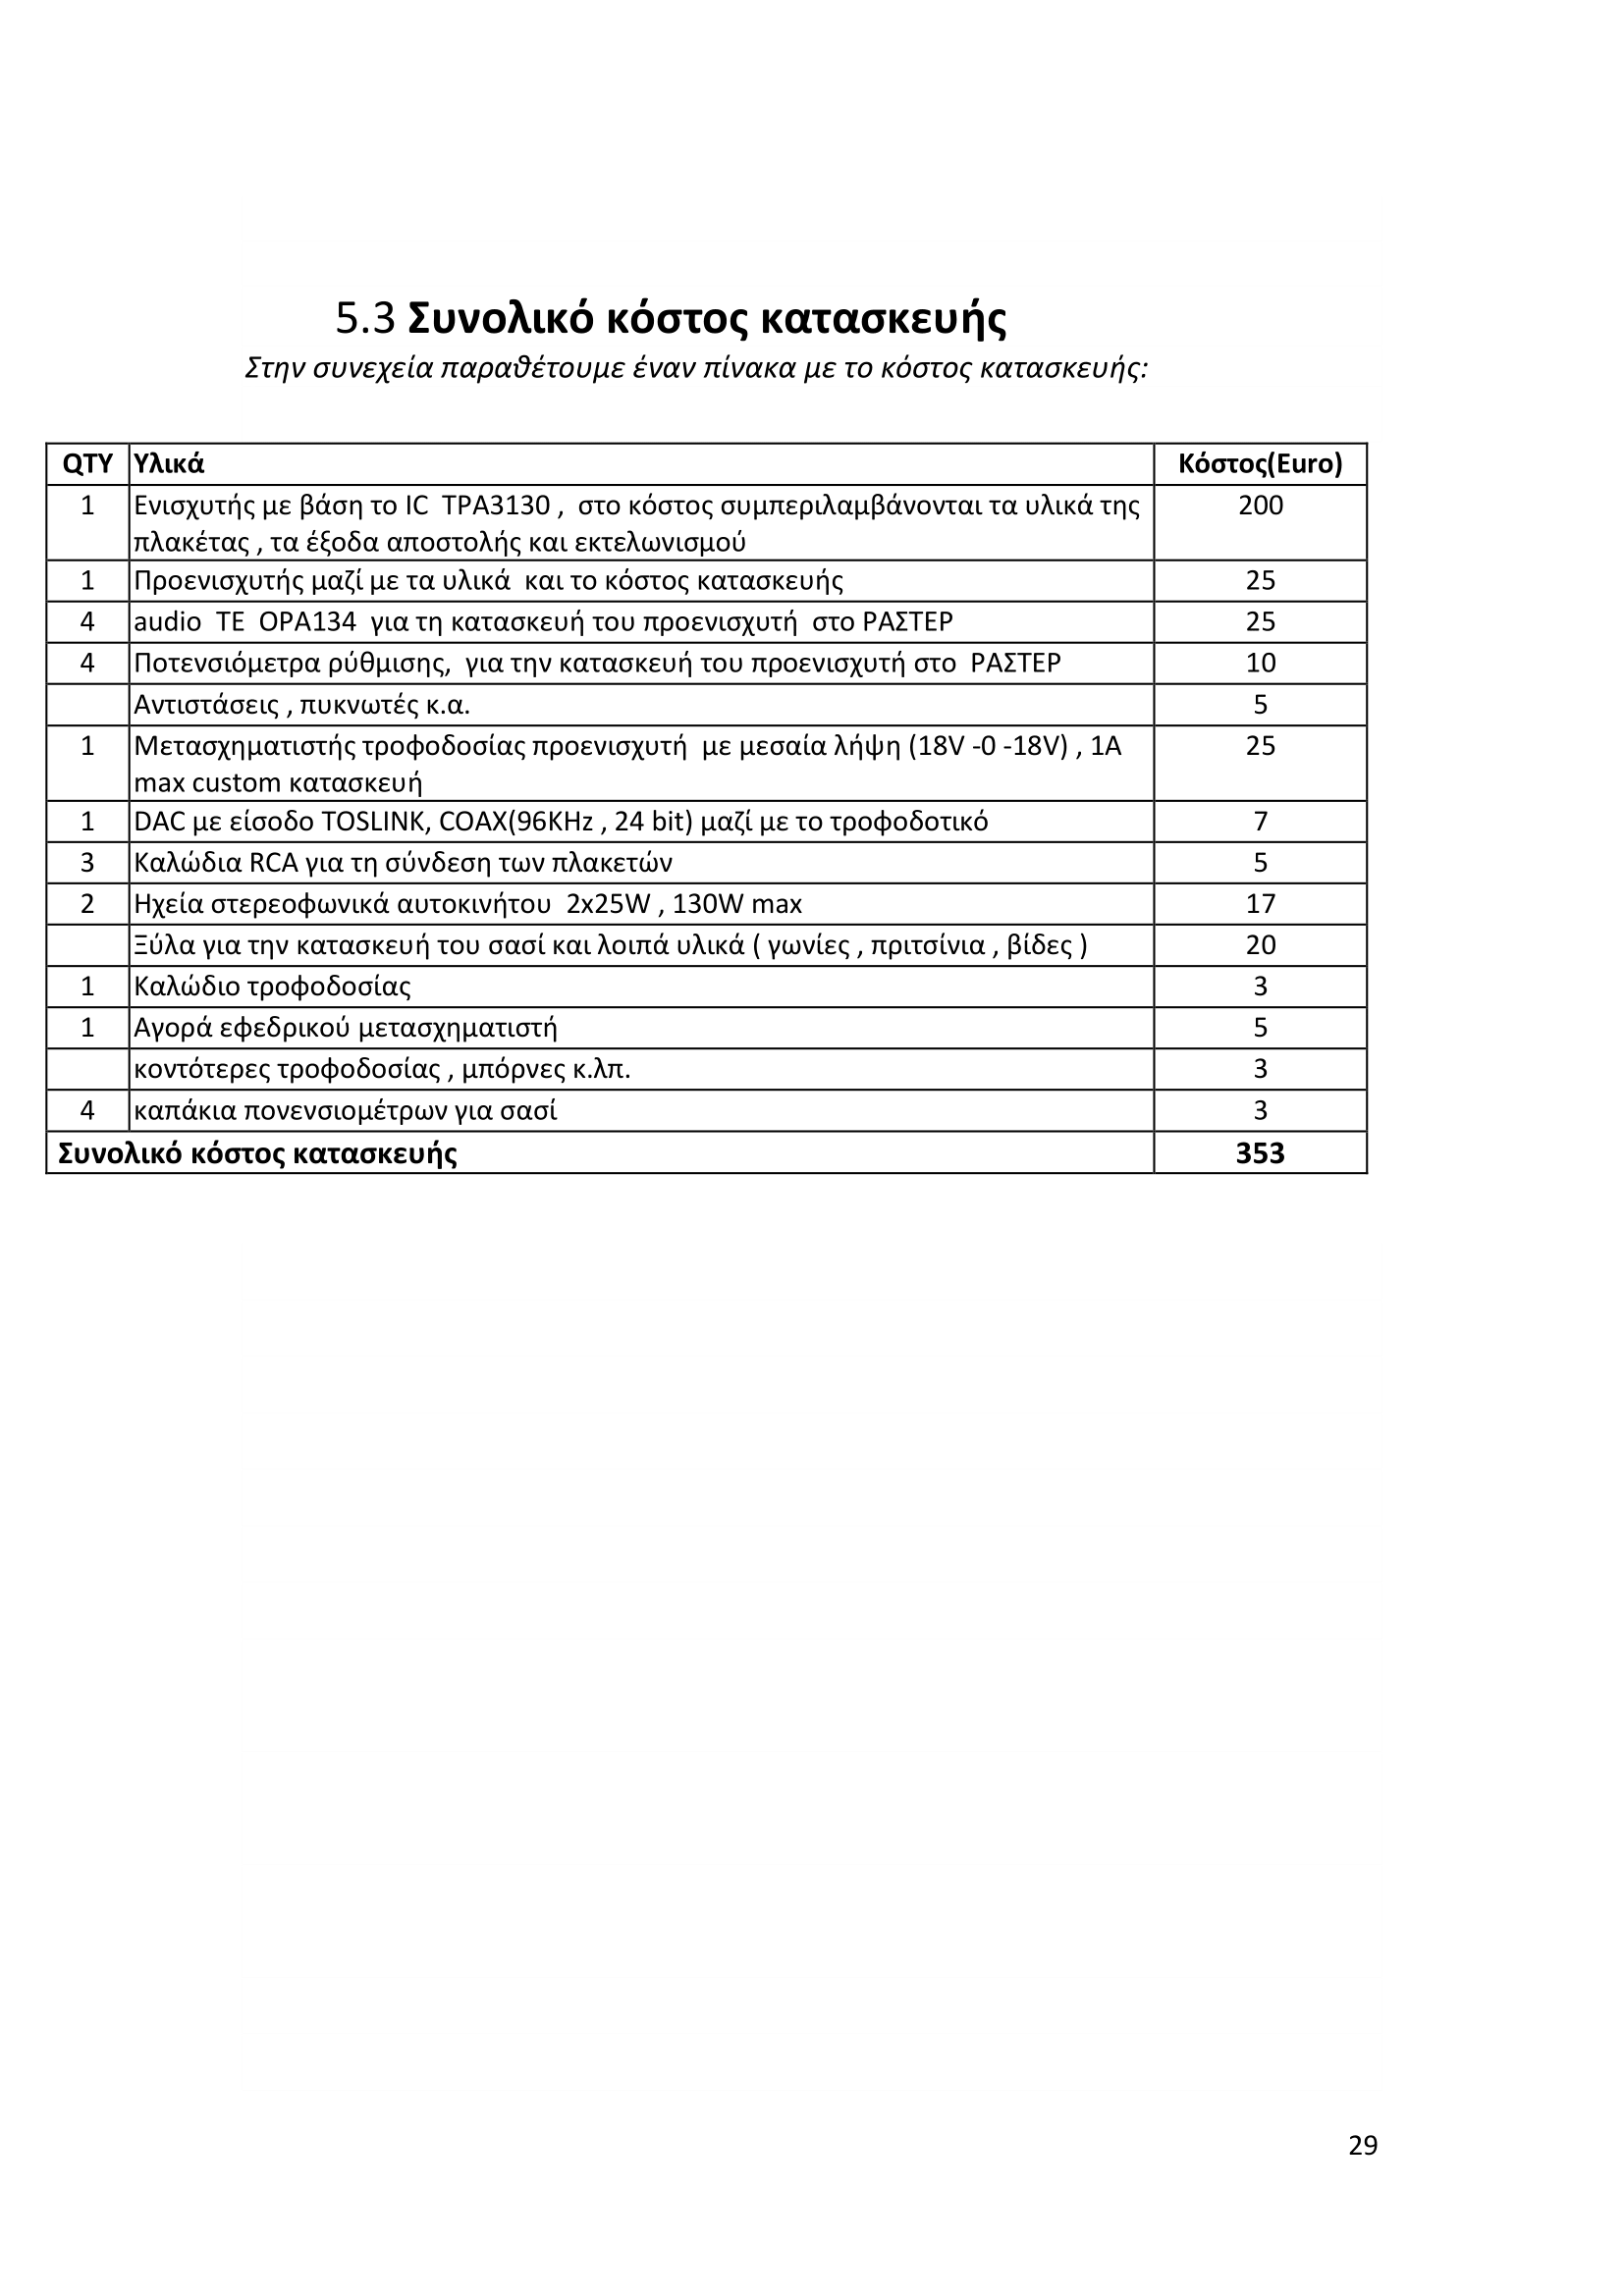 5.3 Συνολικό κόστος κατασκευής
Στην συνεχεία παραθέτουμε έναν πίνακα με το κόστος κατασκευής:
QTY Υλικά Κόστος(Euro)
1 Ενισχυτής με βάση το IC TPA3130 , στο κόστος συμπεριλαμβάνονται τα υλικά της 200
πλακέτας , τα έξοδα αποστολής και εκτελωνισμού
1 Προενισχυτής μαζί με τα υλικά και το κόστος κατασκευής 25
4 audio TE OPA134 για τη κατασκευή του προενισχυτή στο ΡΑΣΤΕΡ 25
4 Ποτενσιόμετρα ρύθμισης, για την κατασκευή του προενισχυτή στο ΡΑΣΤΕΡ 10
Αντιστάσεις , πυκνωτές κ.α. 5
1 Μετασχηματιστής τροφοδοσίας προενισχυτή με μεσαία λήψη (18V -0 -18V) , 1A 25
max custom κατασκευή
1 DAC με είσοδο TOSLINK, COAX(96KHz , 24 bit) μαζί με το τροφοδοτικό 7
3 Καλώδια RCA για τη σύνδεση των πλακετών 5
2 Ηχεία στερεοφωνικά αυτοκινήτου 2x25W , 130W max 17
Ξύλα για την κατασκευή του σασί και λοιπά υλικά ( γωνίες , πριτσίνια , βίδες ) 20
1 Καλώδιο τροφοδοσίας 3
1 Αγορά εφεδρικού μετασχηματιστή 5
κοντότερες τροφοδοσίας , μπόρνες κ.λπ. 3
4 καπάκια πονενσιομέτρων για σασί 3
Συνολικό κόστος κατασκευής 353
29